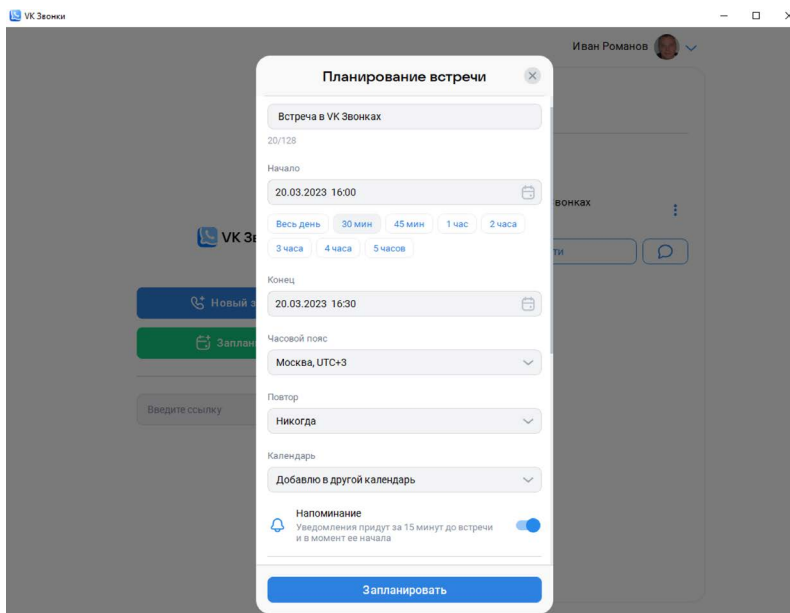 VK Звонки
Иван Романов
Планирование встречи
Встреча в VK Звонках
20/128
Начало
20.03.2023 16:00
Весь день 30 мин 45 мин 1 час 2 часа
3 часа 4 часа 5 часов
Конец
20.03.2023 16:30
Часовой пояс
Москва, UTC+3
Повтор
Никогда
Календарь
Добавлю в другой календарь
Напоминание
Уведомления придут за 15 минут до встречи
и в момент ее начала
Запланировать
VK Зв
Новый з
Заплан
Введите ссылку
вонках
ти